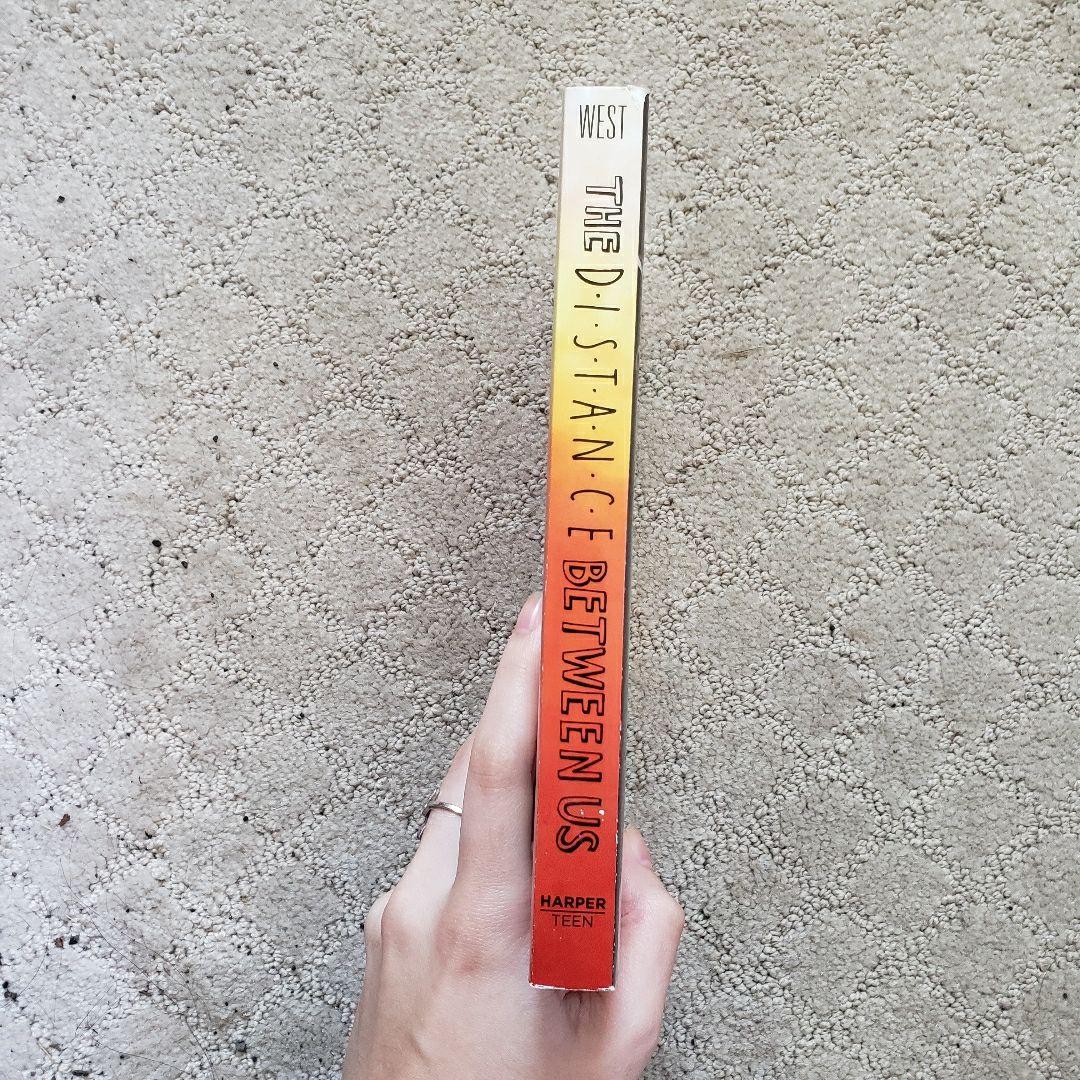 WEST
THE D·I·S·T·A·N·C·E BETWEEN US
HARPER
TEEN